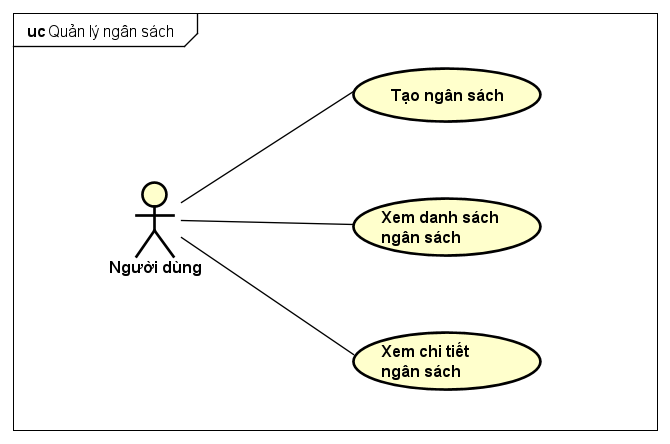 uc Quản lý ngân sách
Tạo ngân sách
Xem danh sách
ngân sách
Người dùng
Xem chi tiết
ngân sách